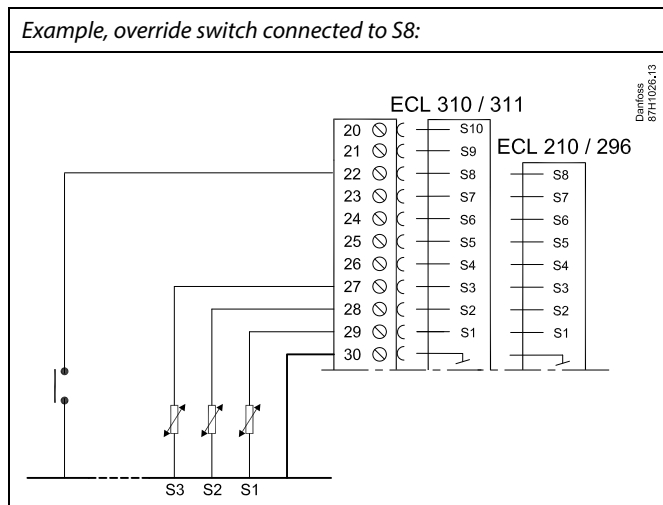 Example, override switch connected to S8:
Danfoss
87H1026.13
ECL 310 / 311
ECL 210 / 296
20 S10
21 S9
22 S8 S8
23 S7 S7
24 S6 S6
25 S5 S5
26 S4 S4
27 S3 S3
28 S2 S2
29 S1 S1
30
S3 S2 S1